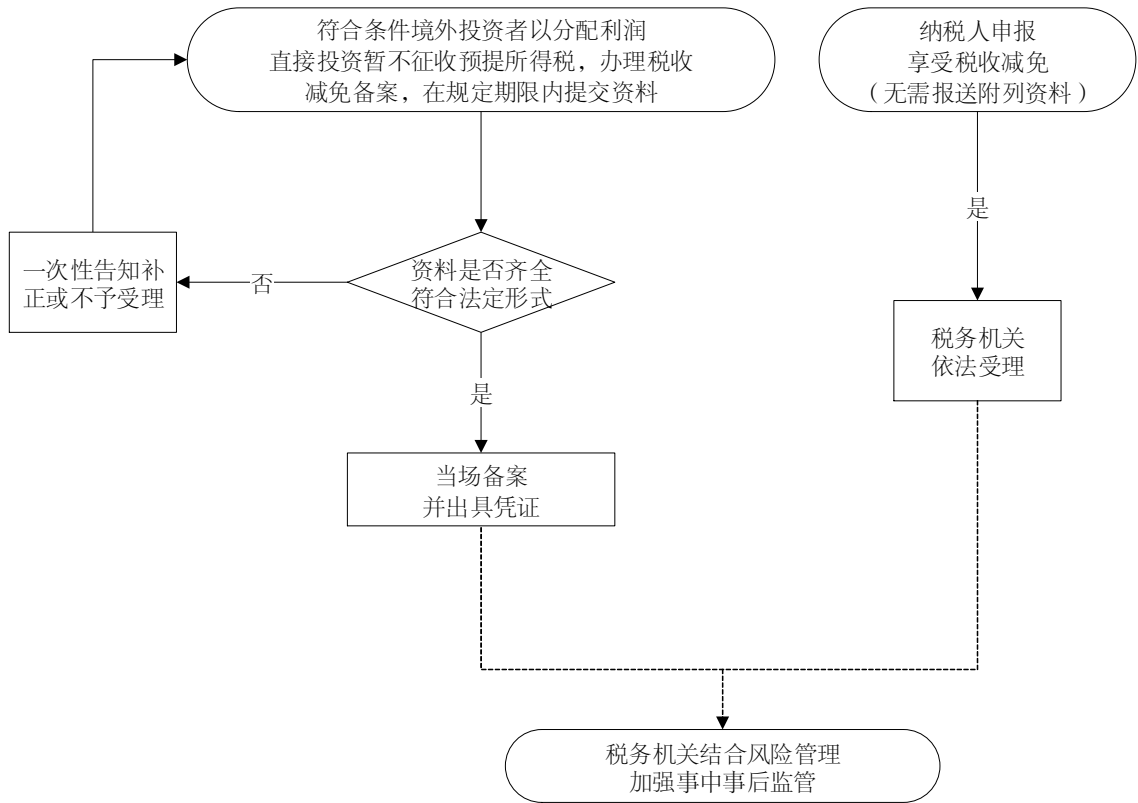 符合条件境外投资者以分配利润
直接投资暂不征收预提所得税，办理税收
减免备案，在规定期限内提交资料
纳税人申报
享受税收减免
（无需报送附列资料）
是
一次性告知补
正或不予受理
否
资料是否齐全
符合法定形式
税务机关
依法受理
是
当场备案
并出具凭证
税务机关结合风险管理
加强事中事后监管